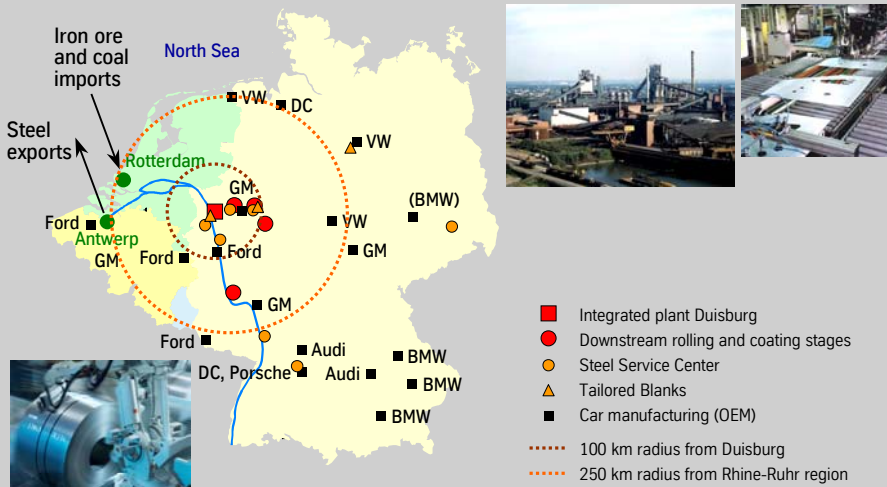 Iron ore
and coal
imports
North Sea
Steel
exports
VW
DC
VW
Rotterdam
GM
(BMW)
Ford
Antwerp
VW
GM
Ford
Ford
GM
GM
Ford
Audi
BMW
DC, Porsche
Audi
BMW
BMW
Integrated plant Duisburg
Downstream rolling and coating stages
Steel Service Center
Tailored Blanks
Car manufacturing (OEM)
100 km radius from Duisburg
250 km radius from Rhine-Ruhr region